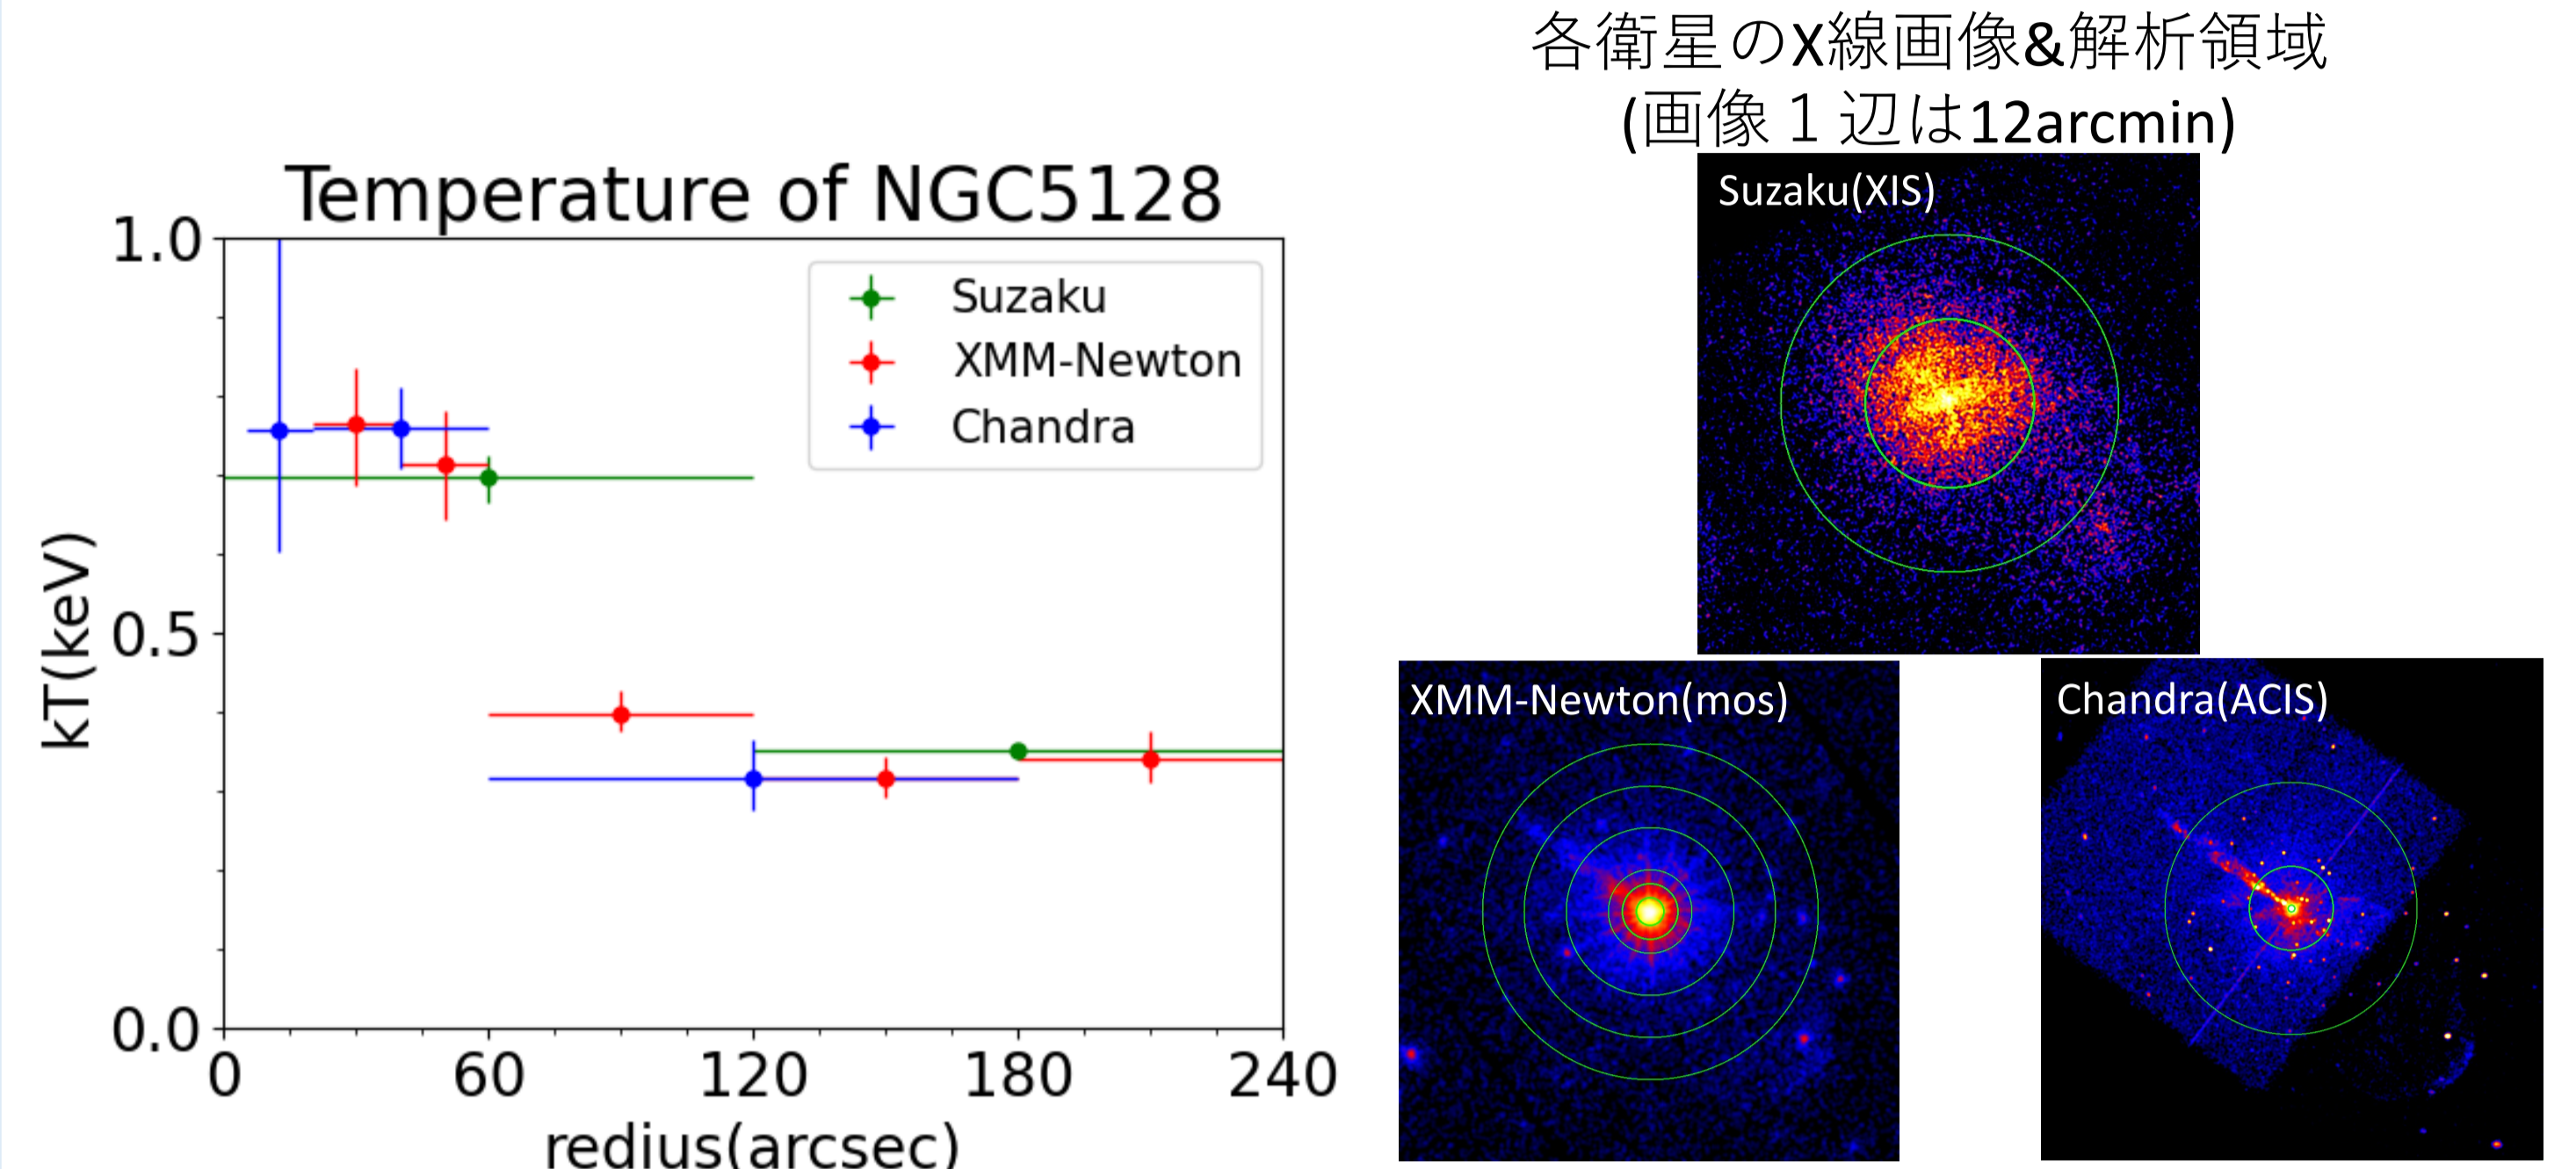 各衛星のX線画像&解析領域
(画像１辺は12arcmin)
Temperature of NGC5128
1.0
0.5
0.0
kT(keV)
0 60 120 180 240
redius(arcsec)
Suzaku
XMM-Newton
Chandra
Suzaku(XIS)
XMM-Newton(mos)
Chandra(ACIS)